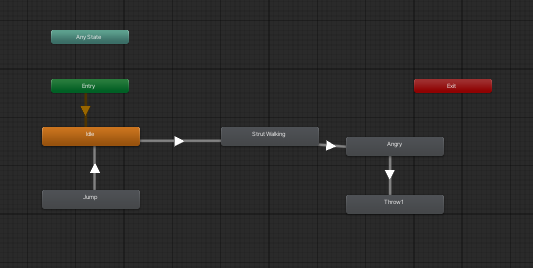 Any State
Entry
Exit
Idle
Strut Walking
Angry
Jump
Throw1